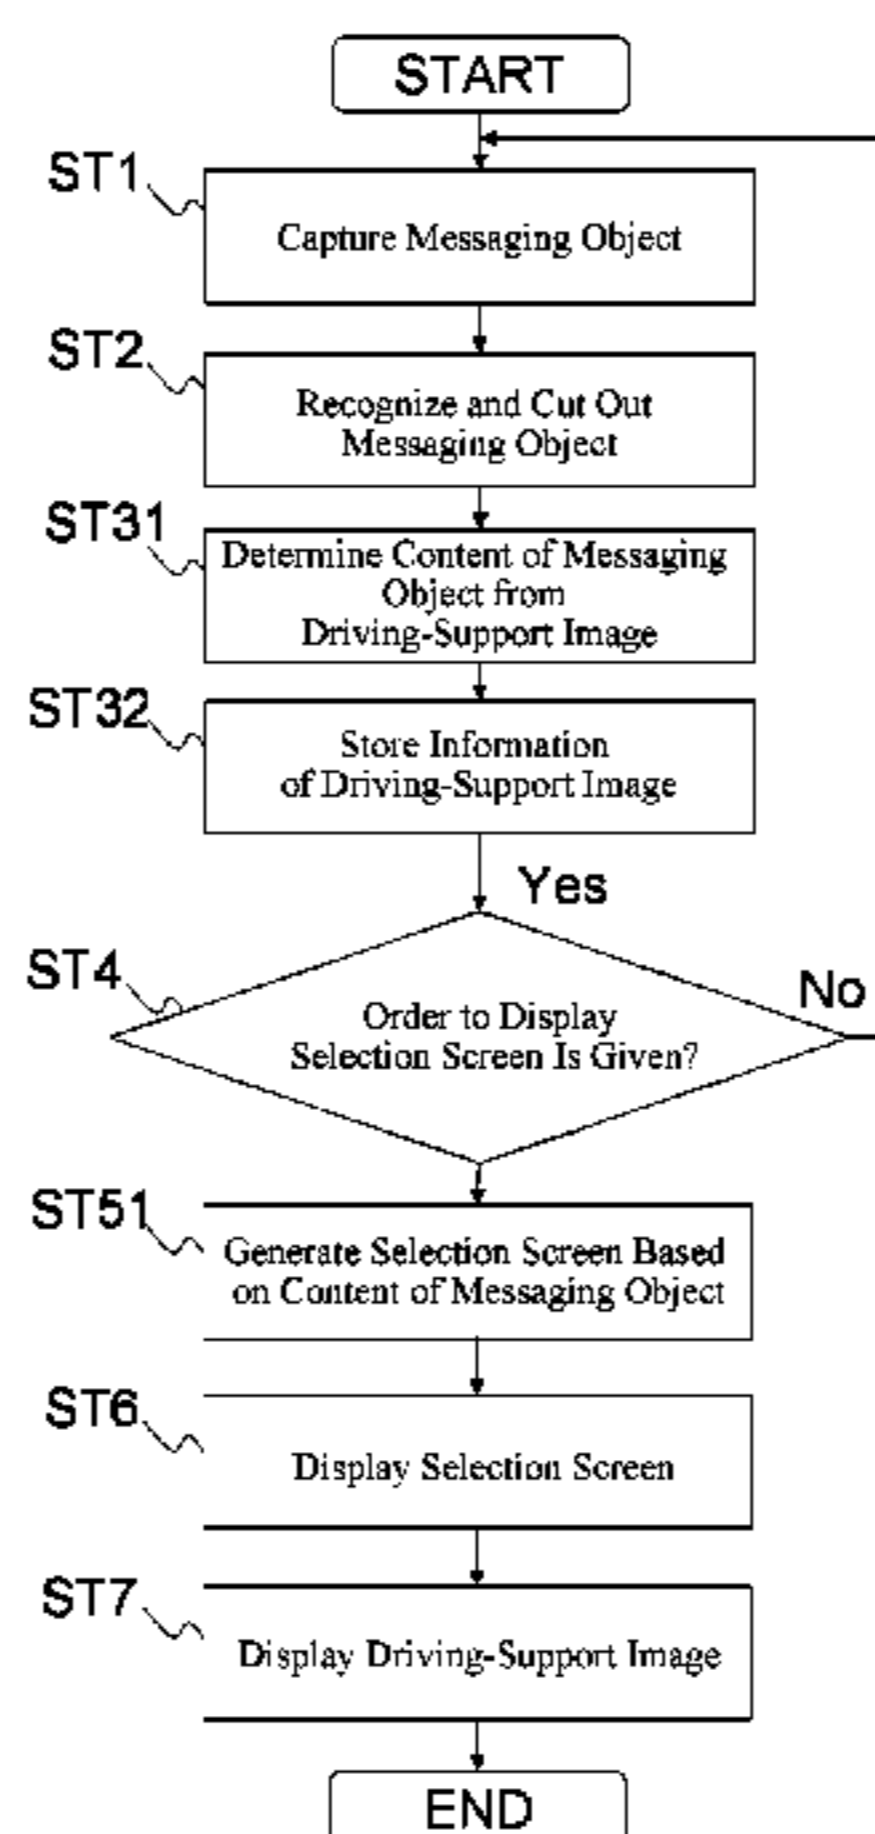 START
ST1
Capture Messaging Object
ST2
Recognize and Cut Out
Messaging Object
ST31
Determine Content of Messaging
Object from
Driving-Support Image
ST32
Store Information
of Driving-Support Image
Yes
ST4
No
Order to Display
Selection Screen Is Given?
ST51
Generate Selection Screen Based
on Content of Messaging Object
ST6
Display Selection Screen
ST7
Display Driving-Support Image
END